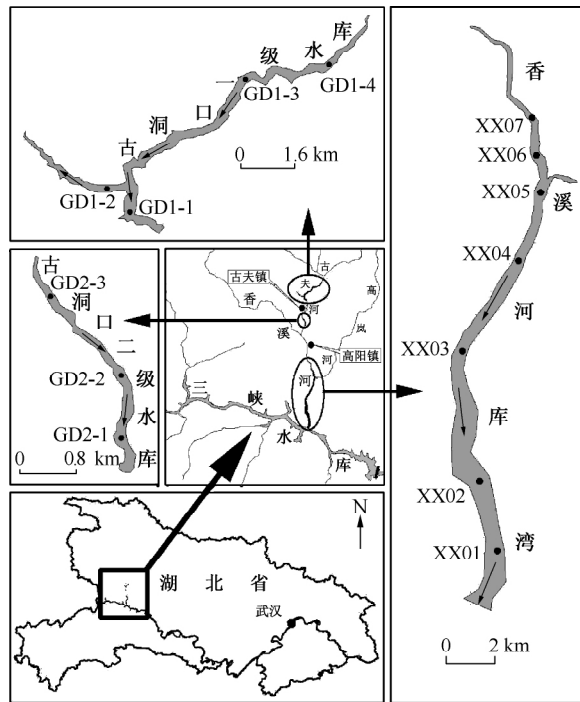 古洞口一级水库
GD1-4
GD1-3
GD1-2
GD1-1
0 1.6 km
古洞口二级水库
GD2-3
GD2-2
GD2-1
0 0.8 km
古夫镇
高阳镇
古夫河
香溪河
高岚河
三峡水库
N
湖北省
武汉
香溪河库湾
XX07
XX06
XX05
XX04
XX03
XX02
XX01
0 2 km